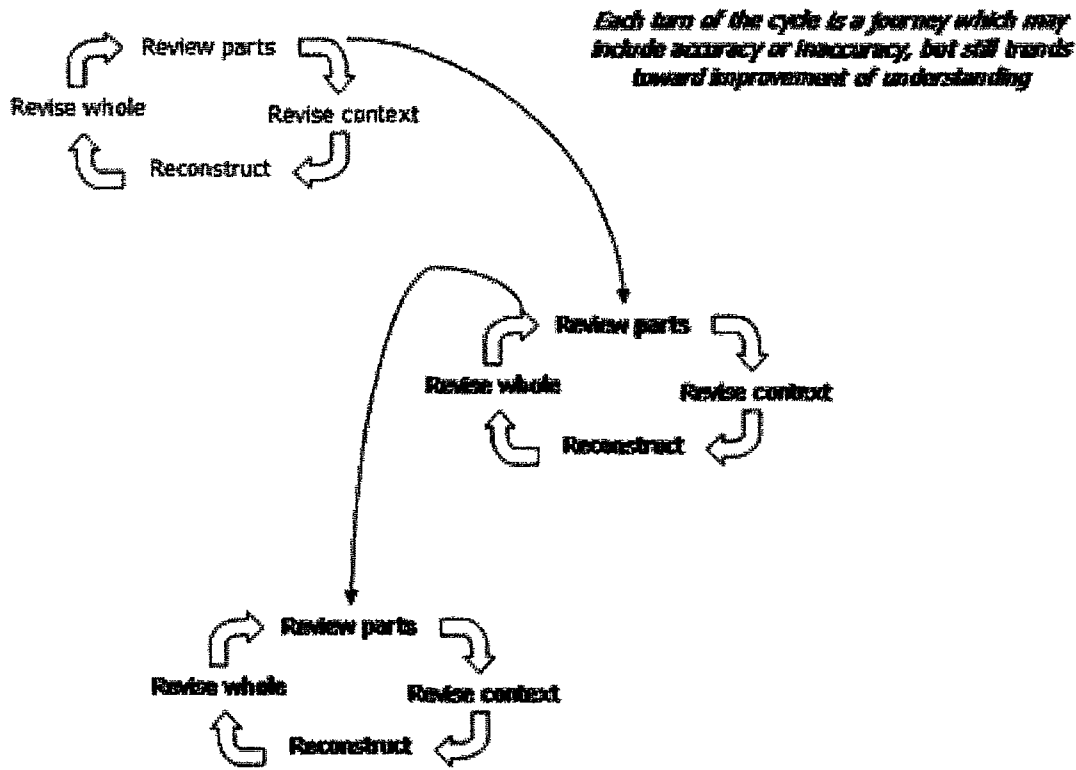 Each turn of the cycle is a journey which may
include accuracy or inaccuracy, but still trends
toward improvement of understanding
Review parts
Revise whole
Revise context
Reconstruct
Review parts
Revise whole
Revise context
Reconstruct
Review parts
Revise whole
Revise context
Reconstruct